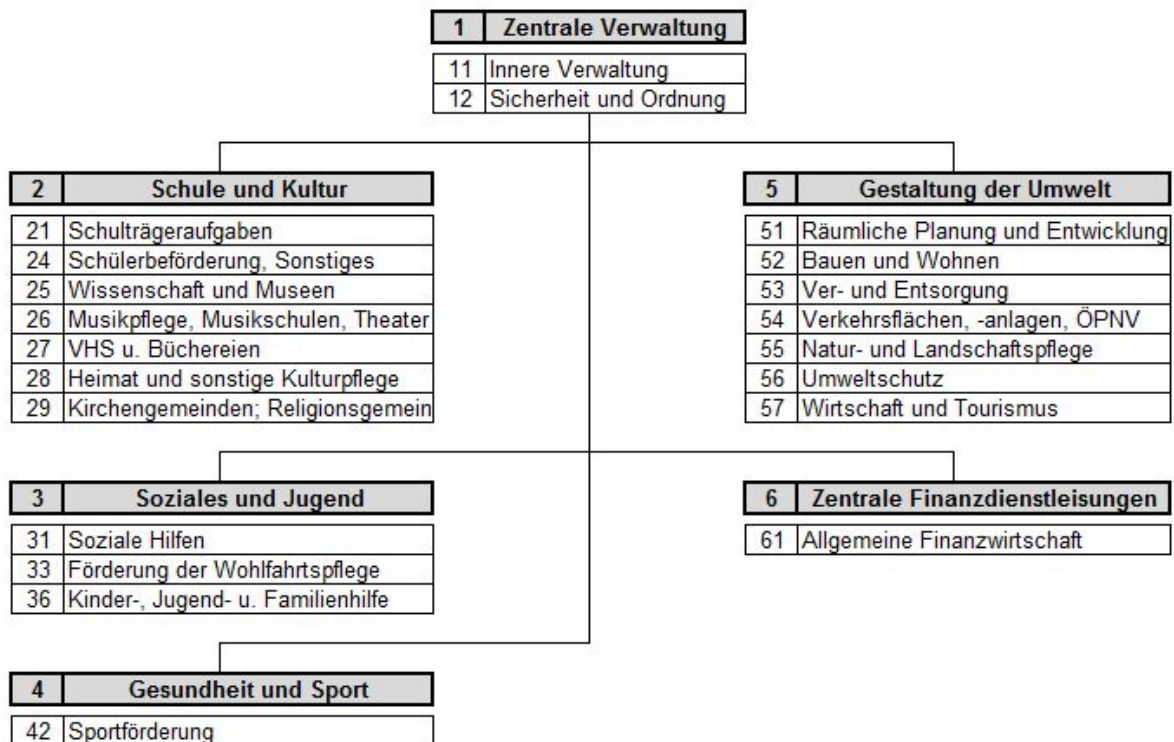 1 Zentrale Verwaltung
11 Innere Verwaltung
12 Sicherheit und Ordnung
2 Schule und Kultur
21 Schulträgeraufgaben
24 Schülerbeförderung, Sonstiges
25 Wissenschaft und Museen
26 Musikpflege, Musikschulen, Theater
27 VHS u. Büchereien
28 Heimat und sonstige Kulturpflege
29 Kirchengemeinden; Religionsgemein
5 Gestaltung der Umwelt
51 Räumliche Planung und Entwicklung
52 Bauen und Wohnen
53 Ver- und Entsorgung
54 Verkehrsflächen, -anlagen, ÖPNV
55 Natur- und Landschaftspflege
56 Umweltschutz
57 Wirtschaft und Tourismus
3 Soziales und Jugend
31 Soziale Hilfen
33 Förderung der Wohlfahrtspflege
36 Kinder-, Jugend- u. Familienhilfe
6 Zentrale Finanzdienstleisungen
61 Allgemeine Finanzwirtschaft
4 Gesundheit und Sport
42 Sportförderung